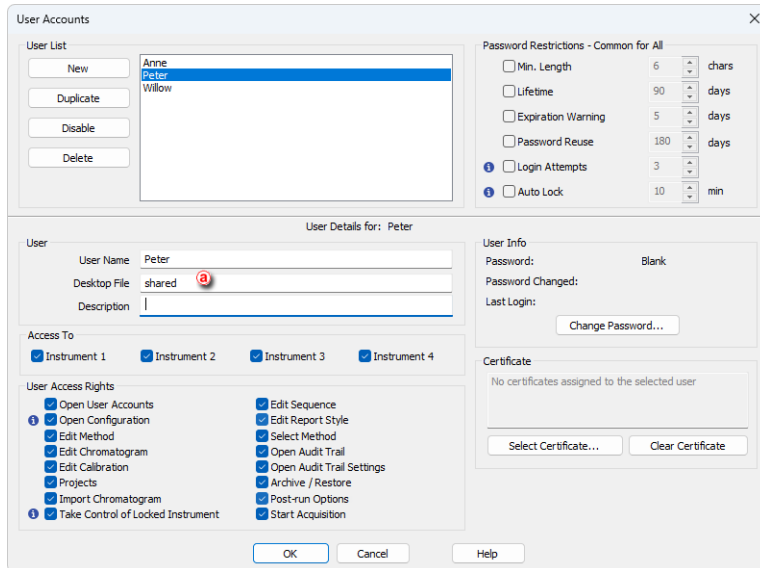 User Accounts
User List
New
Duplicate
Disable
Delete
Anne
Peter
Willow
Password Restrictions - Common for All
Min. Length 6 chars
Lifetime 90 days
Expiration Warning 5 days
Password Reuse 180 days
Login Attempts 3
Auto Lock 10 min
User Details for: Peter
User
User Name Peter
Desktop File shared a
Description
Access To
Instrument 1 Instrument 2 Instrument 3 Instrument 4
User Access Rights
Open User Accounts
Open Configuration
Edit Method
Edit Chromatogram
Edit Calibration
Projects
Import Chromatogram
Take Control of Locked Instrument
Edit Sequence
Edit Report Style
Select Method
Open Audit Trail
Open Audit Trail Settings
Archive / Restore
Post-run Options
Start Acquisition
User Info
Password: Blank
Password Changed:
Last Login:
Change Password...
Certificate
No certificates assigned to the selected user
Select Certificate... Clear Certificate
OK Cancel Help